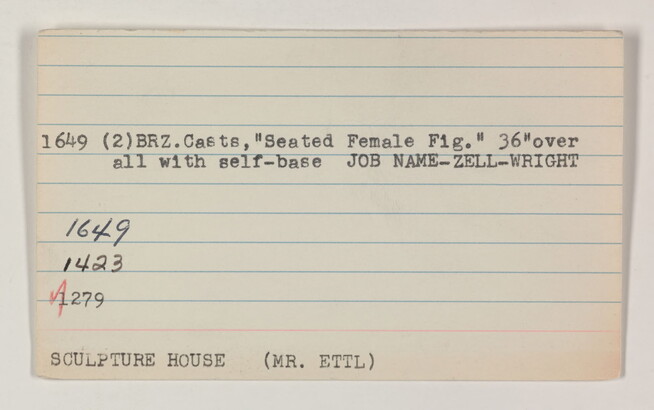 1649 (2)BRZ.Casts,"Seated Female Fig." 36"over
all with self-base JOB NAME-ZELL-WRIGHT
1649
1423
1279
SCULPTURE HOUSE (MR. ETTL)